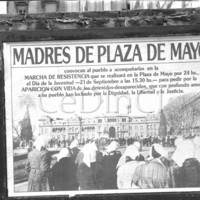 MADRES DE PLAZA DE MAYO
convocan al pueblo a acompañarlas en la
MARCHA DE RESISTENCIA que se realizará en la Plaza de Mayo por 24 hs.
el Día de la Juventud —21 de Septiembre a las 15.30 hs.— para pedir por la
APARICION CON VIDA de los detenidos-desaparecidos, que con profundo amor
a su pueblo han luchado por la Dignidad, la Libertad y la Justicia.